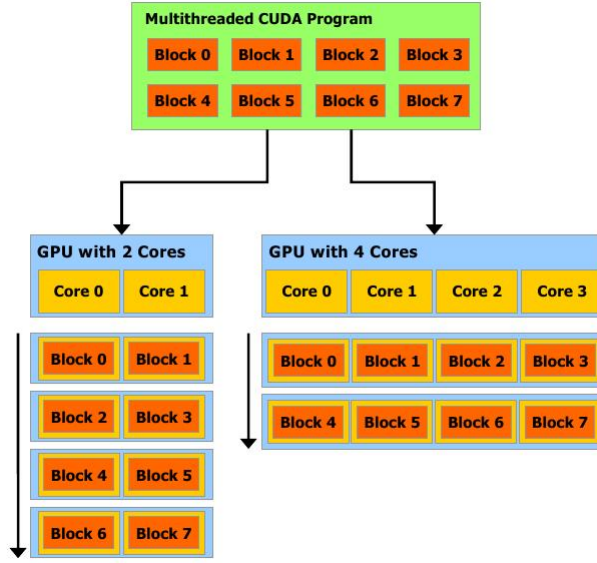 Multithreaded CUDA Program
Block 0 Block 1 Block 2 Block 3
Block 4 Block 5 Block 6 Block 7
GPU with 2 Cores
Core 0 Core 1
Block 0 Block 1
Block 2 Block 3
Block 4 Block 5
Block 6 Block 7
GPU with 4 Cores
Core 0 Core 1 Core 2 Core 3
Block 0 Block 1 Block 2 Block 3
Block 4 Block 5 Block 6 Block 7